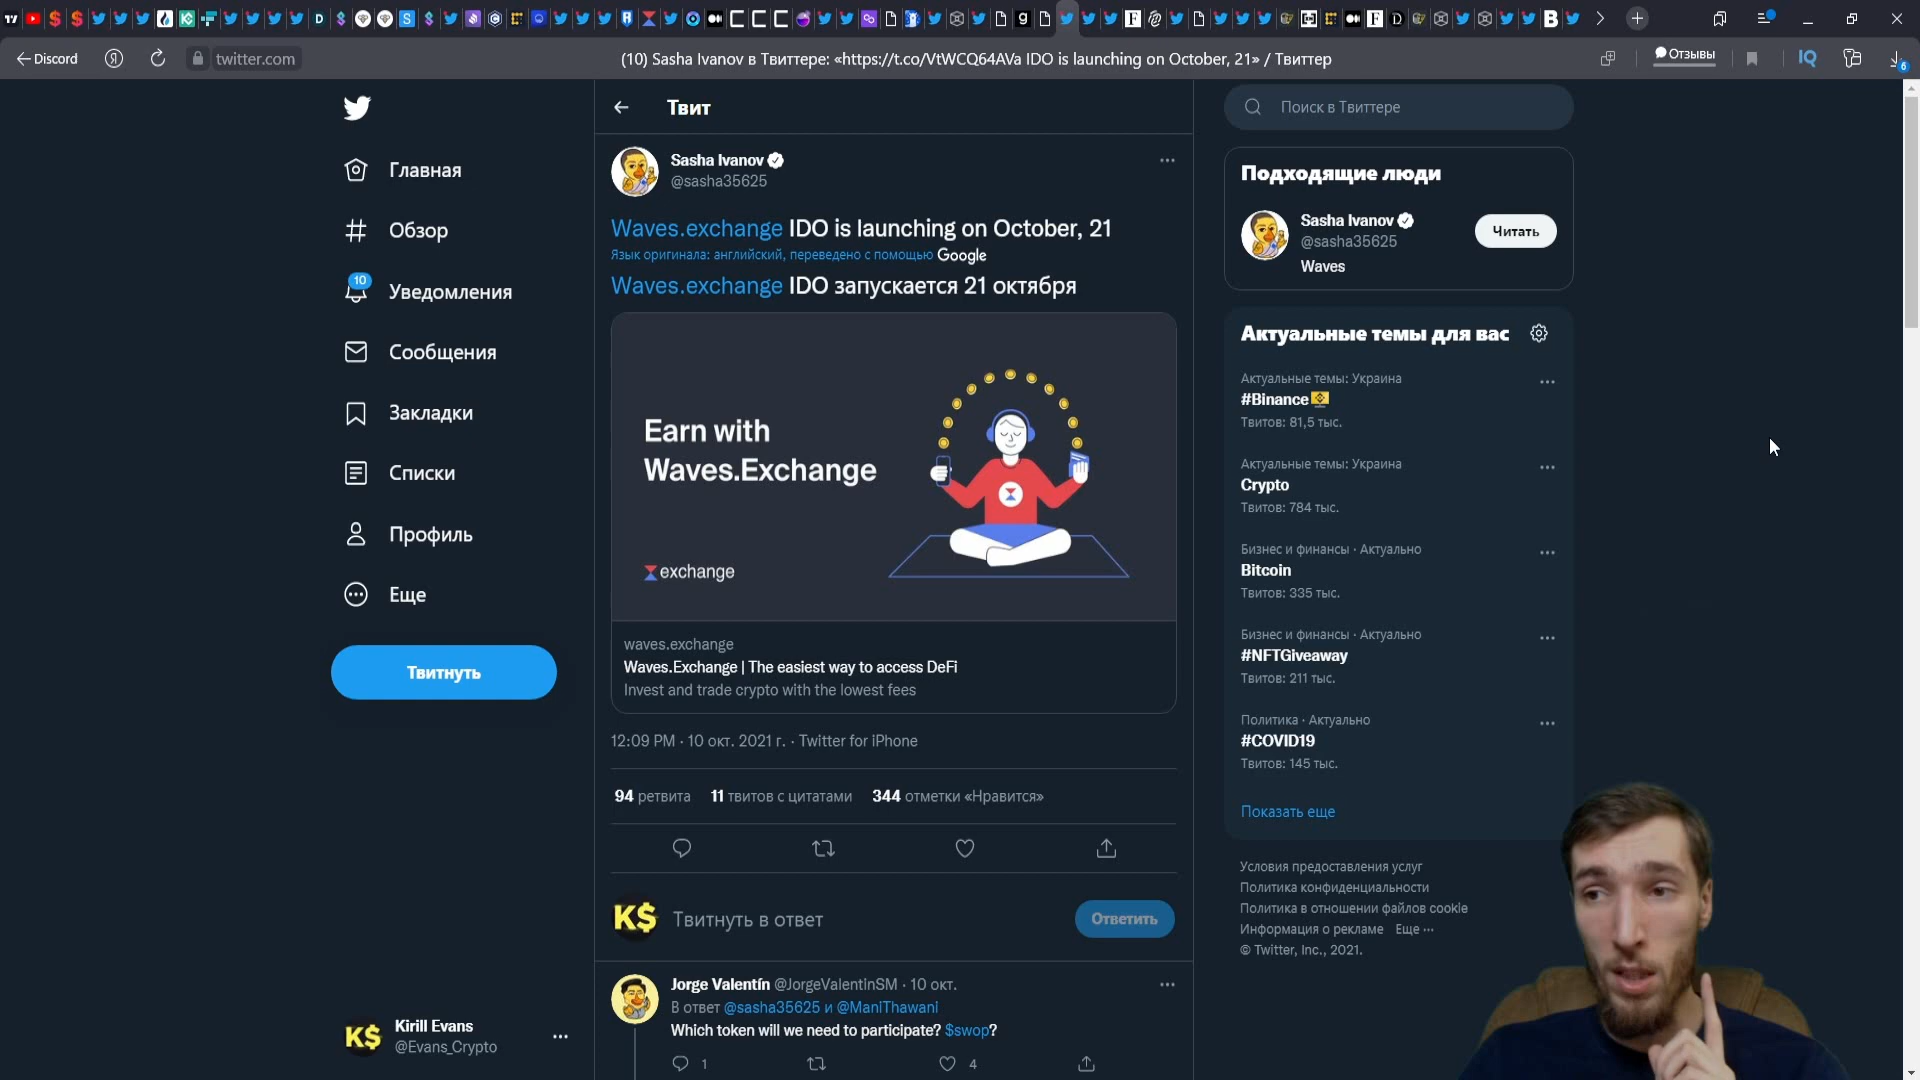 Discord
twitter.com
(10) Sasha Ivanov в Твиттере: «https://t.co/VtWCQ64AVa IDO is launching on October, 21» / Твиттер
Отзывы
IQ
6
Главная
Обзор
10
Уведомления
Сообщения
Закладки
Списки
Профиль
Еще
Твитнуть
K$
Kirill Evans
@Evans_Crypto
Твит
Sasha Ivanov
@sasha35625
Waves.exchange IDO is launching on October, 21
Язык оригинала: английский, переведено с помощью Google
Waves.exchange IDO запускается 21 октября
Earn with
Waves.Exchange
exchange
waves.exchange
Waves.Exchange | The easiest way to access DeFi
Invest and trade crypto with the lowest fees
12:09 PM · 10 окт. 2021 г. · Twitter for iPhone
94 ретвита 11 твитов с цитатами 344 отметки «Нравится»
K$ Твитнуть в ответ Ответить
Jorge Valentín @JorgeValentinSM · 10 окт.
В ответ @sasha35625 и @ManiThawani
Which token will we need to participate? $swop?
1 4
Поиск в Твиттере
Подходящие люди
Sasha Ivanov
@sasha35625
Waves
Читать
Актуальные темы для вас
Актуальные темы: Украина
#Binance
Твитов: 81,5 тыс.
Актуальные темы: Украина
Crypto
Твитов: 784 тыс.
Бизнес и финансы · Актуально
Bitcoin
Твитов: 335 тыс.
Бизнес и финансы · Актуально
#NFTGiveaway
Твитов: 211 тыс.
Политика · Актуально
#COVID19
Твитов: 145 тыс.
Показать еще
Условия предоставления услуг
Политика конфиденциальности
Политика в отношении файлов cookie
Информация о рекламе Еще ···
© Twitter, Inc., 2021.